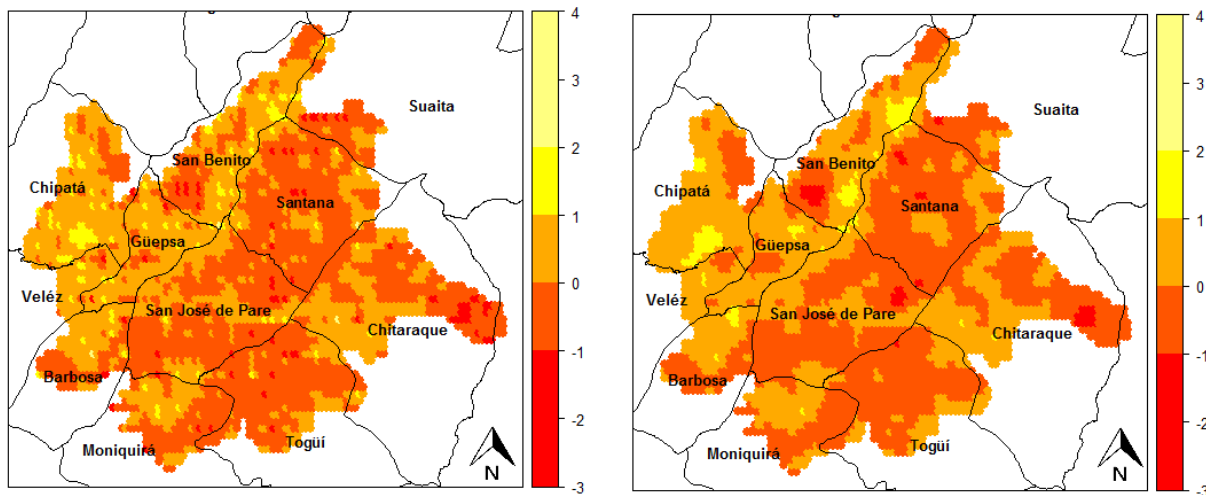 Suaita
San Benito
Chipatá
Santana
Güepsa
Veléz
San José de Pare
Chitaraque
Barbosa
Moniquirá
Togüí
N
4
3
2
1
0
-1
-2
-3
Suaita
San Benito
Chipatá
Santana
Güepsa
Veléz
San José de Pare
Chitaraque
Barbosa
Moniquirá
Togüí
N
4
3
2
1
0
-1
-2
-3